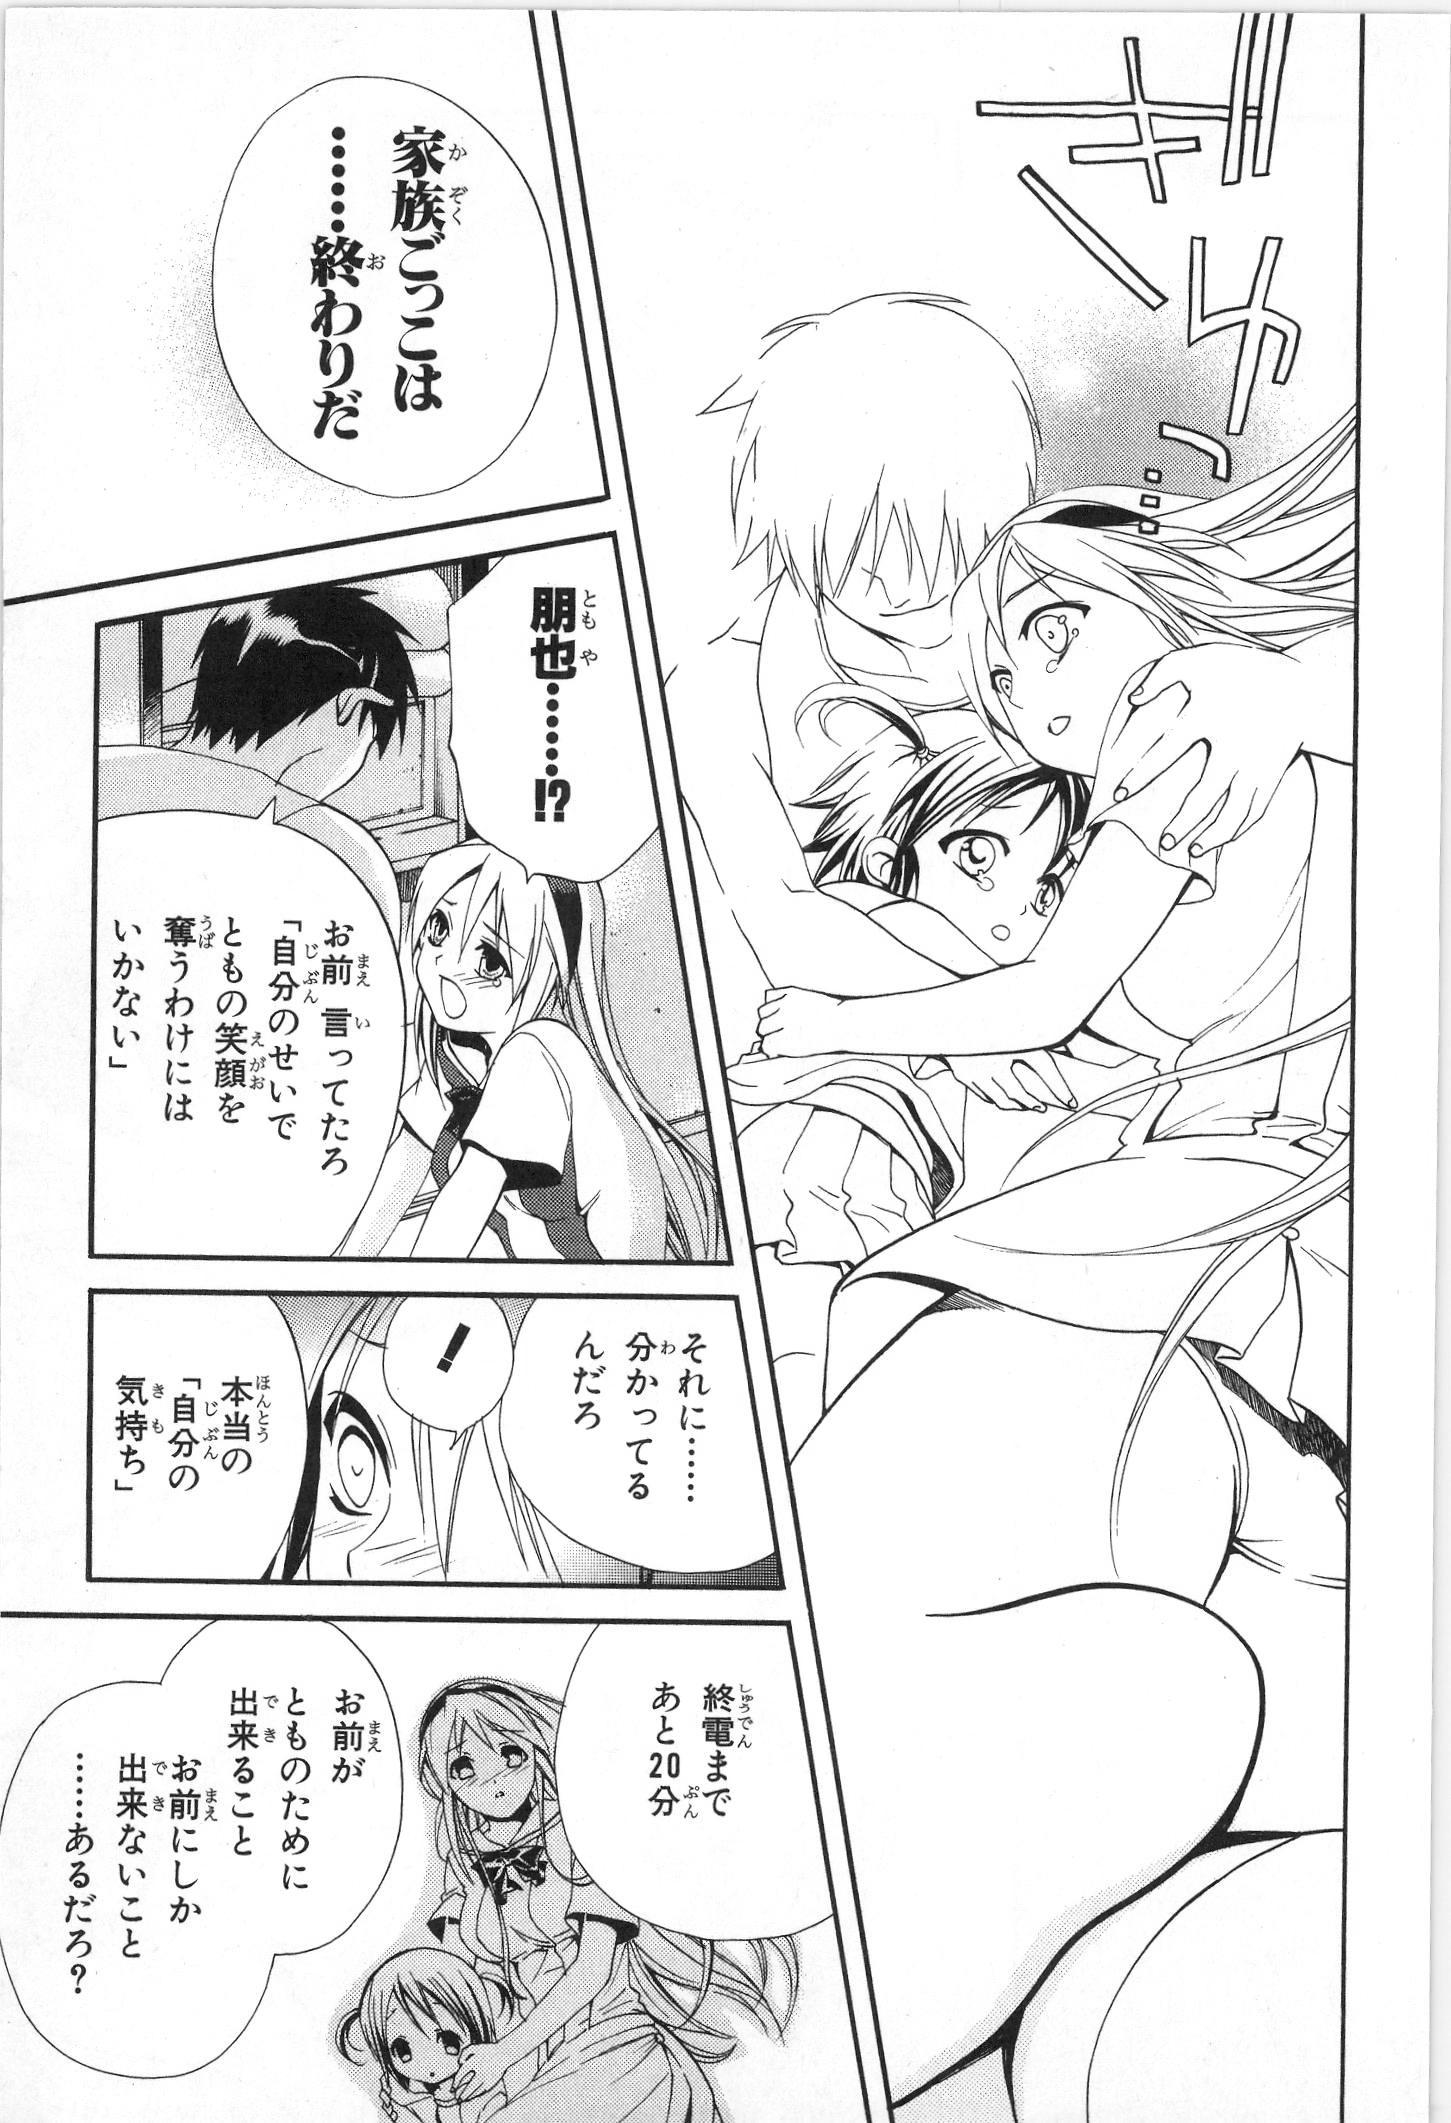 ギュッ…
家族ごっこは
……終わりだ
朋也……!?
お前 言ってたろ
「自分のせいで
ともの笑顔を
奪うわけには
いかない」
それに……
分かってる
んだろ
!
本当の
「自分の
気持ち」
終電まで
あと20分
お前が
とものために
出来ること
お前にしか
出来ないこと
……あるだろ?